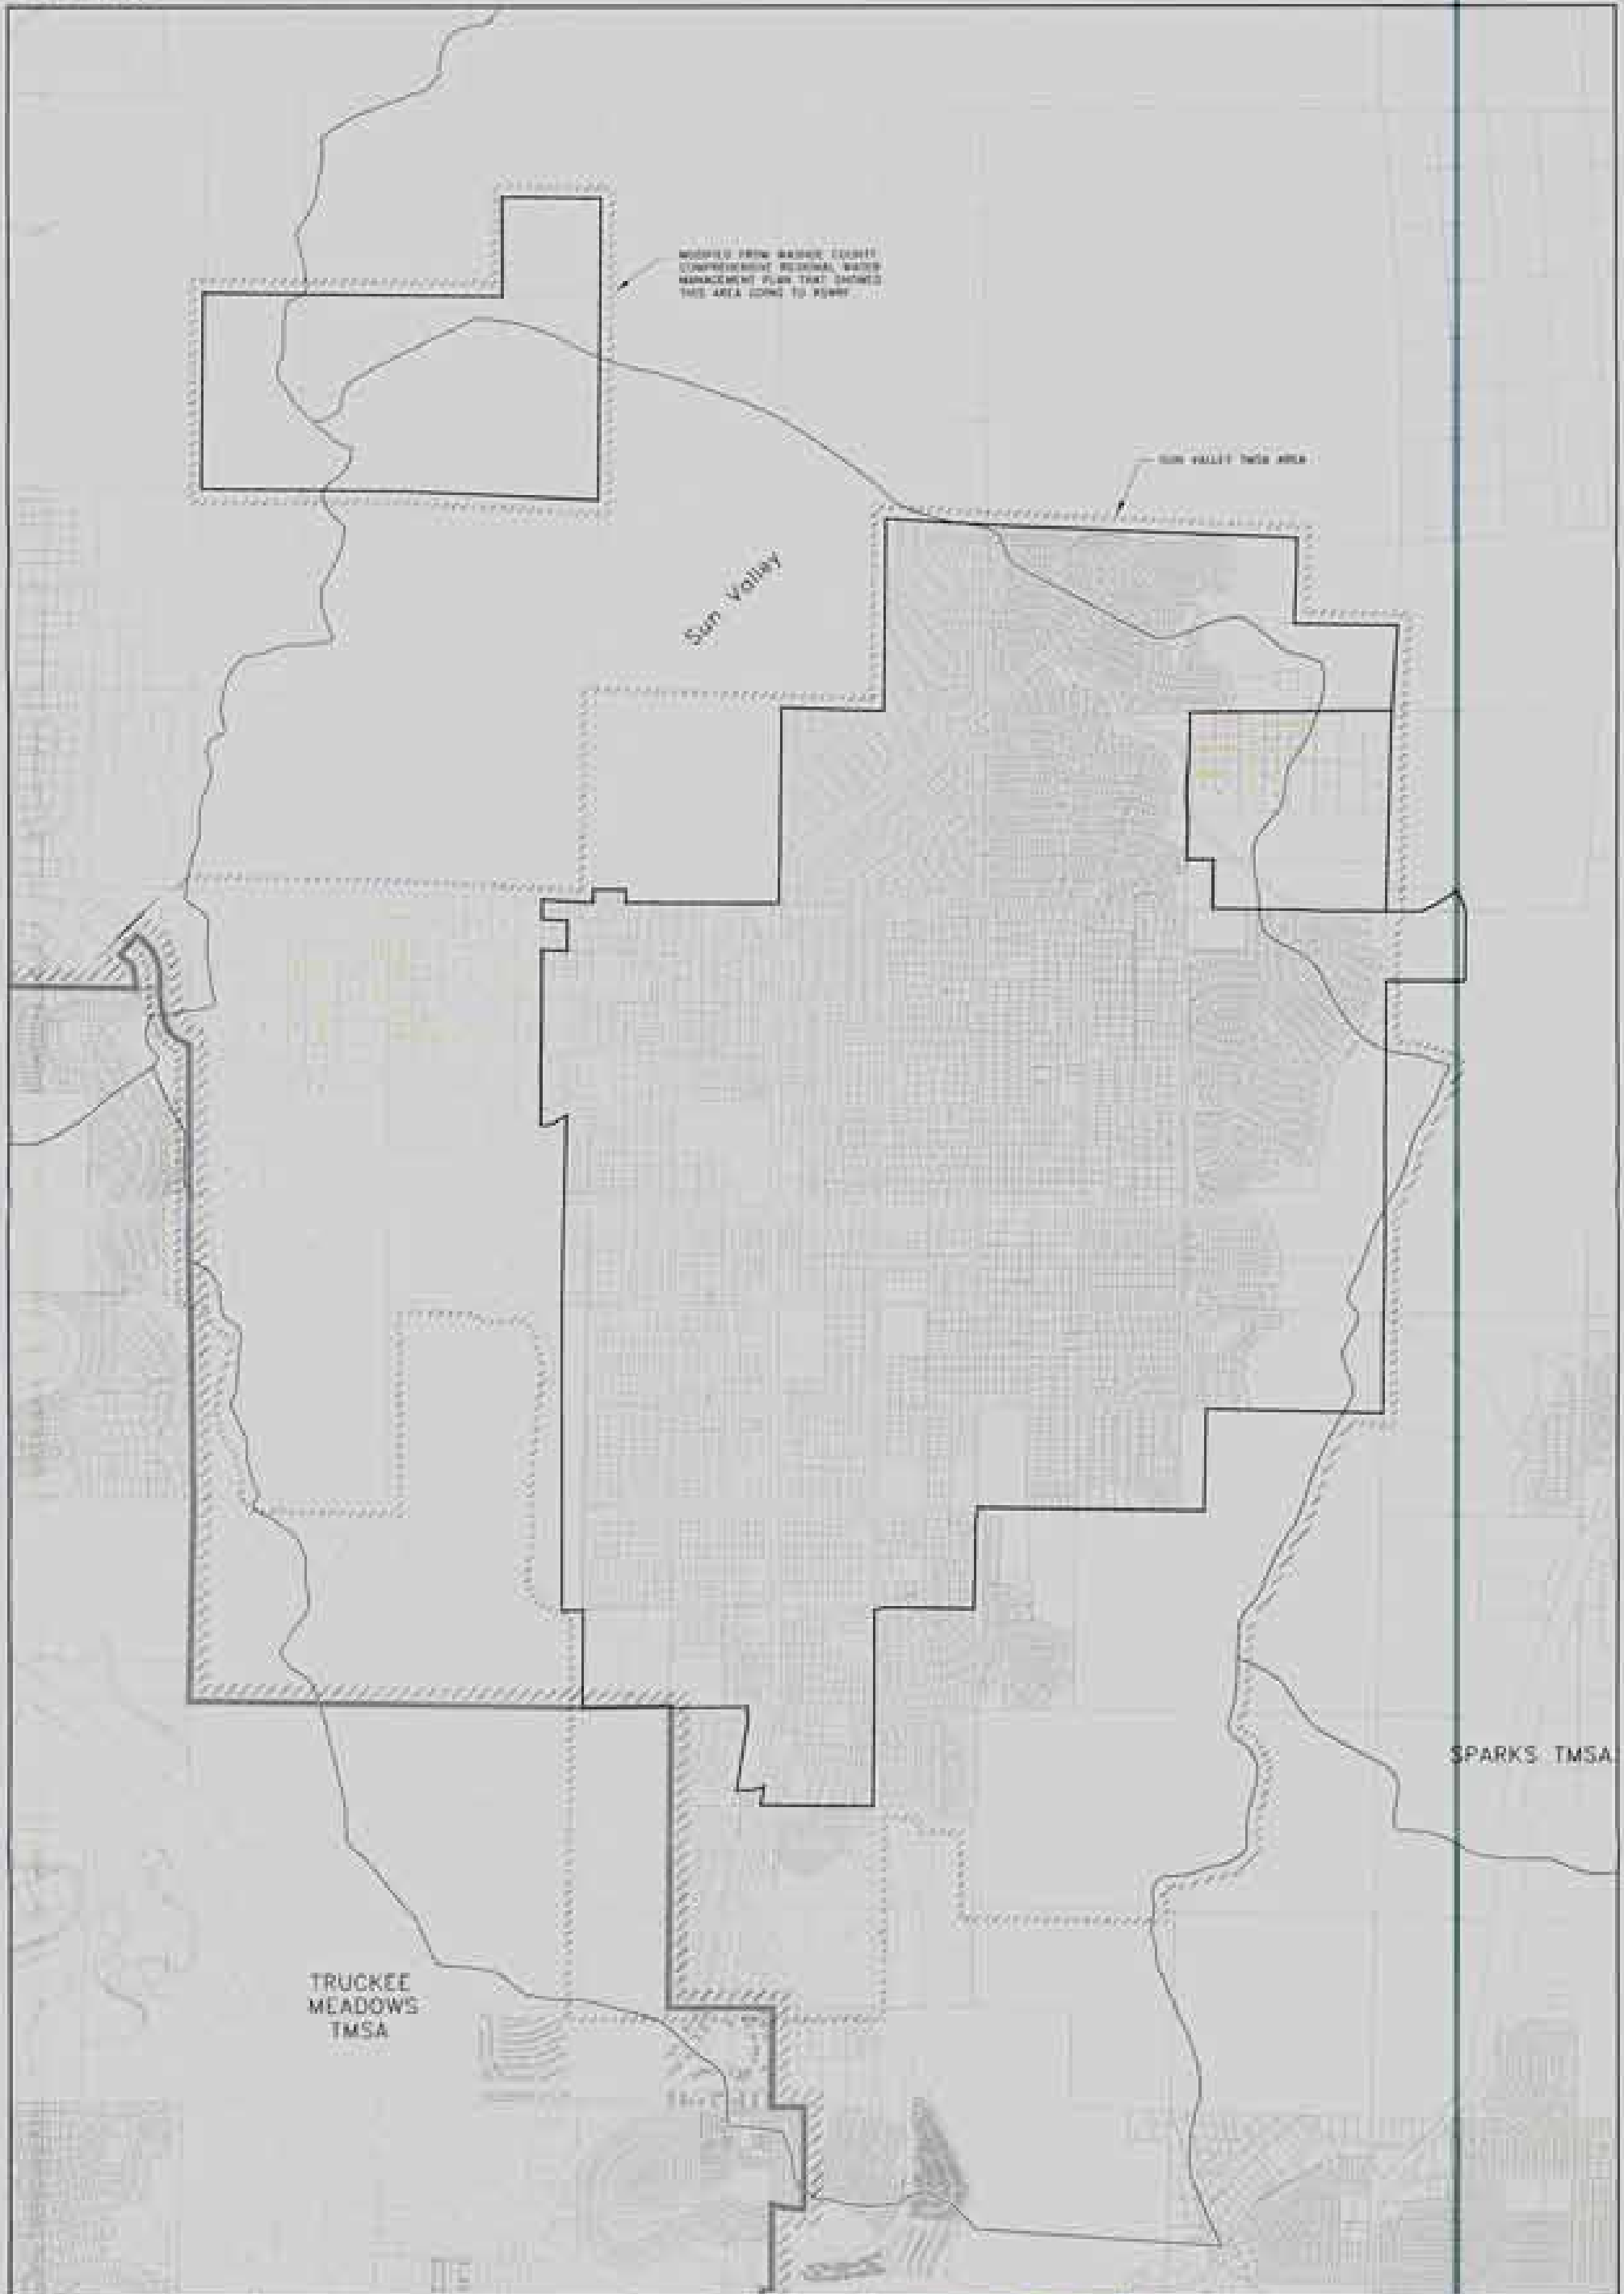 MODIFIED FROM WASHOE COUNTY
COMPREHENSIVE REGIONAL WATER
MANAGEMENT PLAN THAT SHOWED
THIS AREA GOING TO RSWRF
SUN VALLEY TMSA AREA
Sun Valley
SPARKS TMSA
TRUCKEE
MEADOWS
TMSA